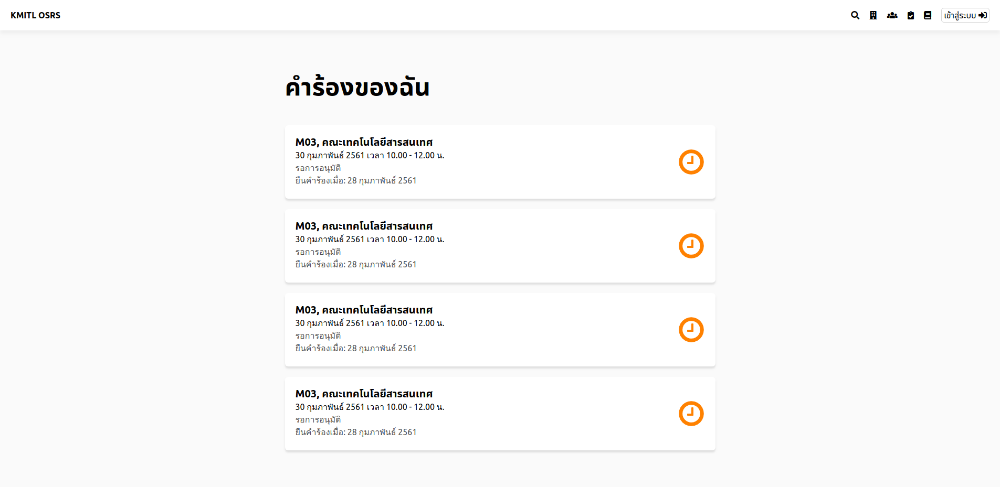 KMITL OSRS
เข้าสู่ระบบ
คำร้องของฉัน
M03, คณะเทคโนโลยีสารสนเทศ
30 กุมภาพันธ์ 2561 เวลา 10.00 - 12.00 น.
รอการอนุมัติ
ยืนคำร้องเมื่อ: 28 กุมภาพันธ์ 2561
M03, คณะเทคโนโลยีสารสนเทศ
30 กุมภาพันธ์ 2561 เวลา 10.00 - 12.00 น.
รอการอนุมัติ
ยืนคำร้องเมื่อ: 28 กุมภาพันธ์ 2561
M03, คณะเทคโนโลยีสารสนเทศ
30 กุมภาพันธ์ 2561 เวลา 10.00 - 12.00 น.
รอการอนุมัติ
ยืนคำร้องเมื่อ: 28 กุมภาพันธ์ 2561
M03, คณะเทคโนโลยีสารสนเทศ
30 กุมภาพันธ์ 2561 เวลา 10.00 - 12.00 น.
รอการอนุมัติ
ยืนคำร้องเมื่อ: 28 กุมภาพันธ์ 2561